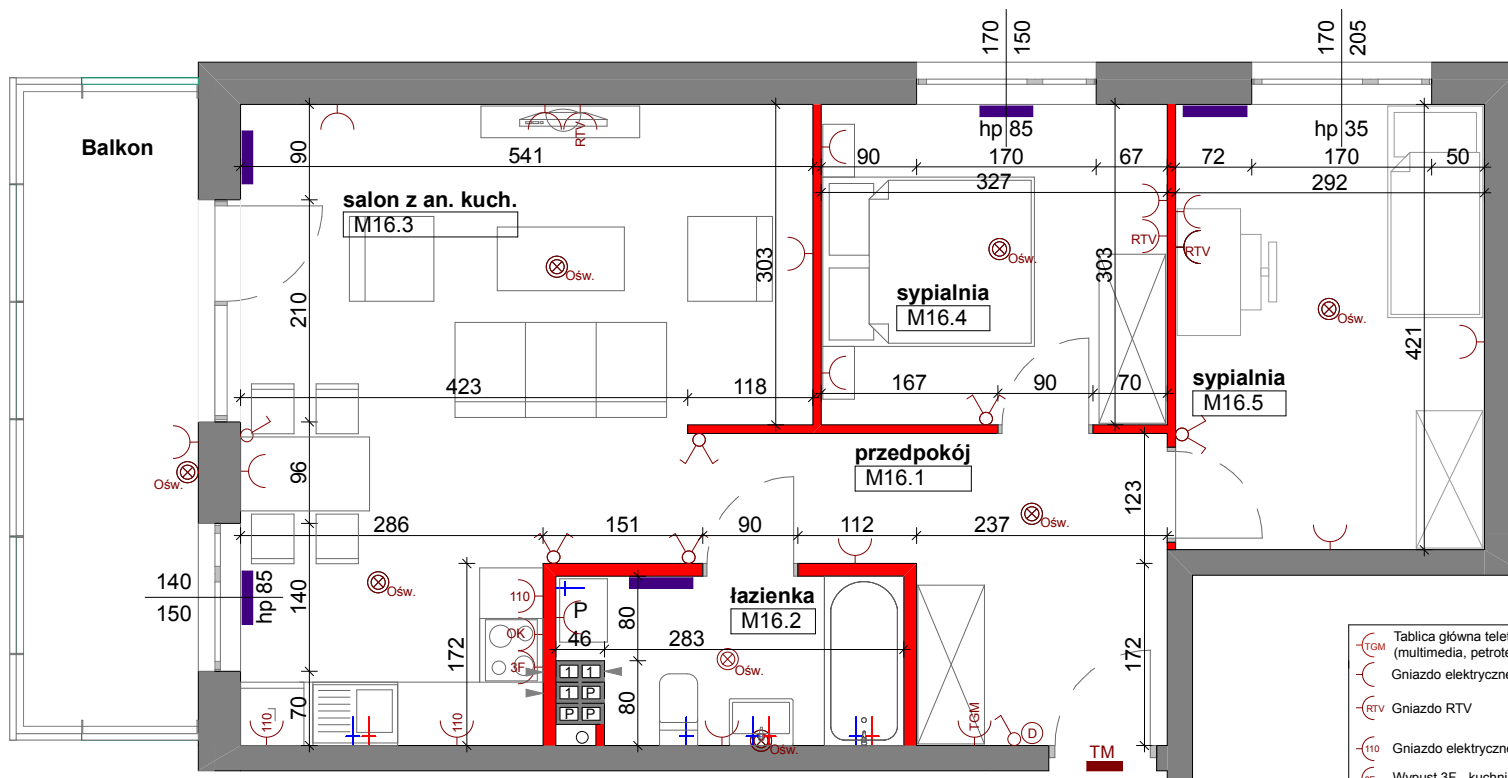 170
150
170
205
Balkon
90
RTV
hp 85
hp 35
541
90
170
67
72
170
50
327
292
salon z an. kuch.
M16.3
RTV
RTV
303
303
Ośw.
Ośw.
Ośw.
sypialnia
M16.4
210
421
sypialnia
M16.5
423
118
167
90
70
przedpokój
M16.1
96
Ośw.
123
286
151
90
112
237
Ośw.
140
150
hp 85
140
Ośw.
110
OK
3F
172
P
46
80
283
łazienka
M16.2
172
Ośw.
1 1
1 P
P P
80
70
110
110
TGM
D
Ośw.
TM
TGM Tablica główna
(multimedia,
Gniazdo
RTV Gniazdo RTV
110 Gniazdo
3F Wypust 3F